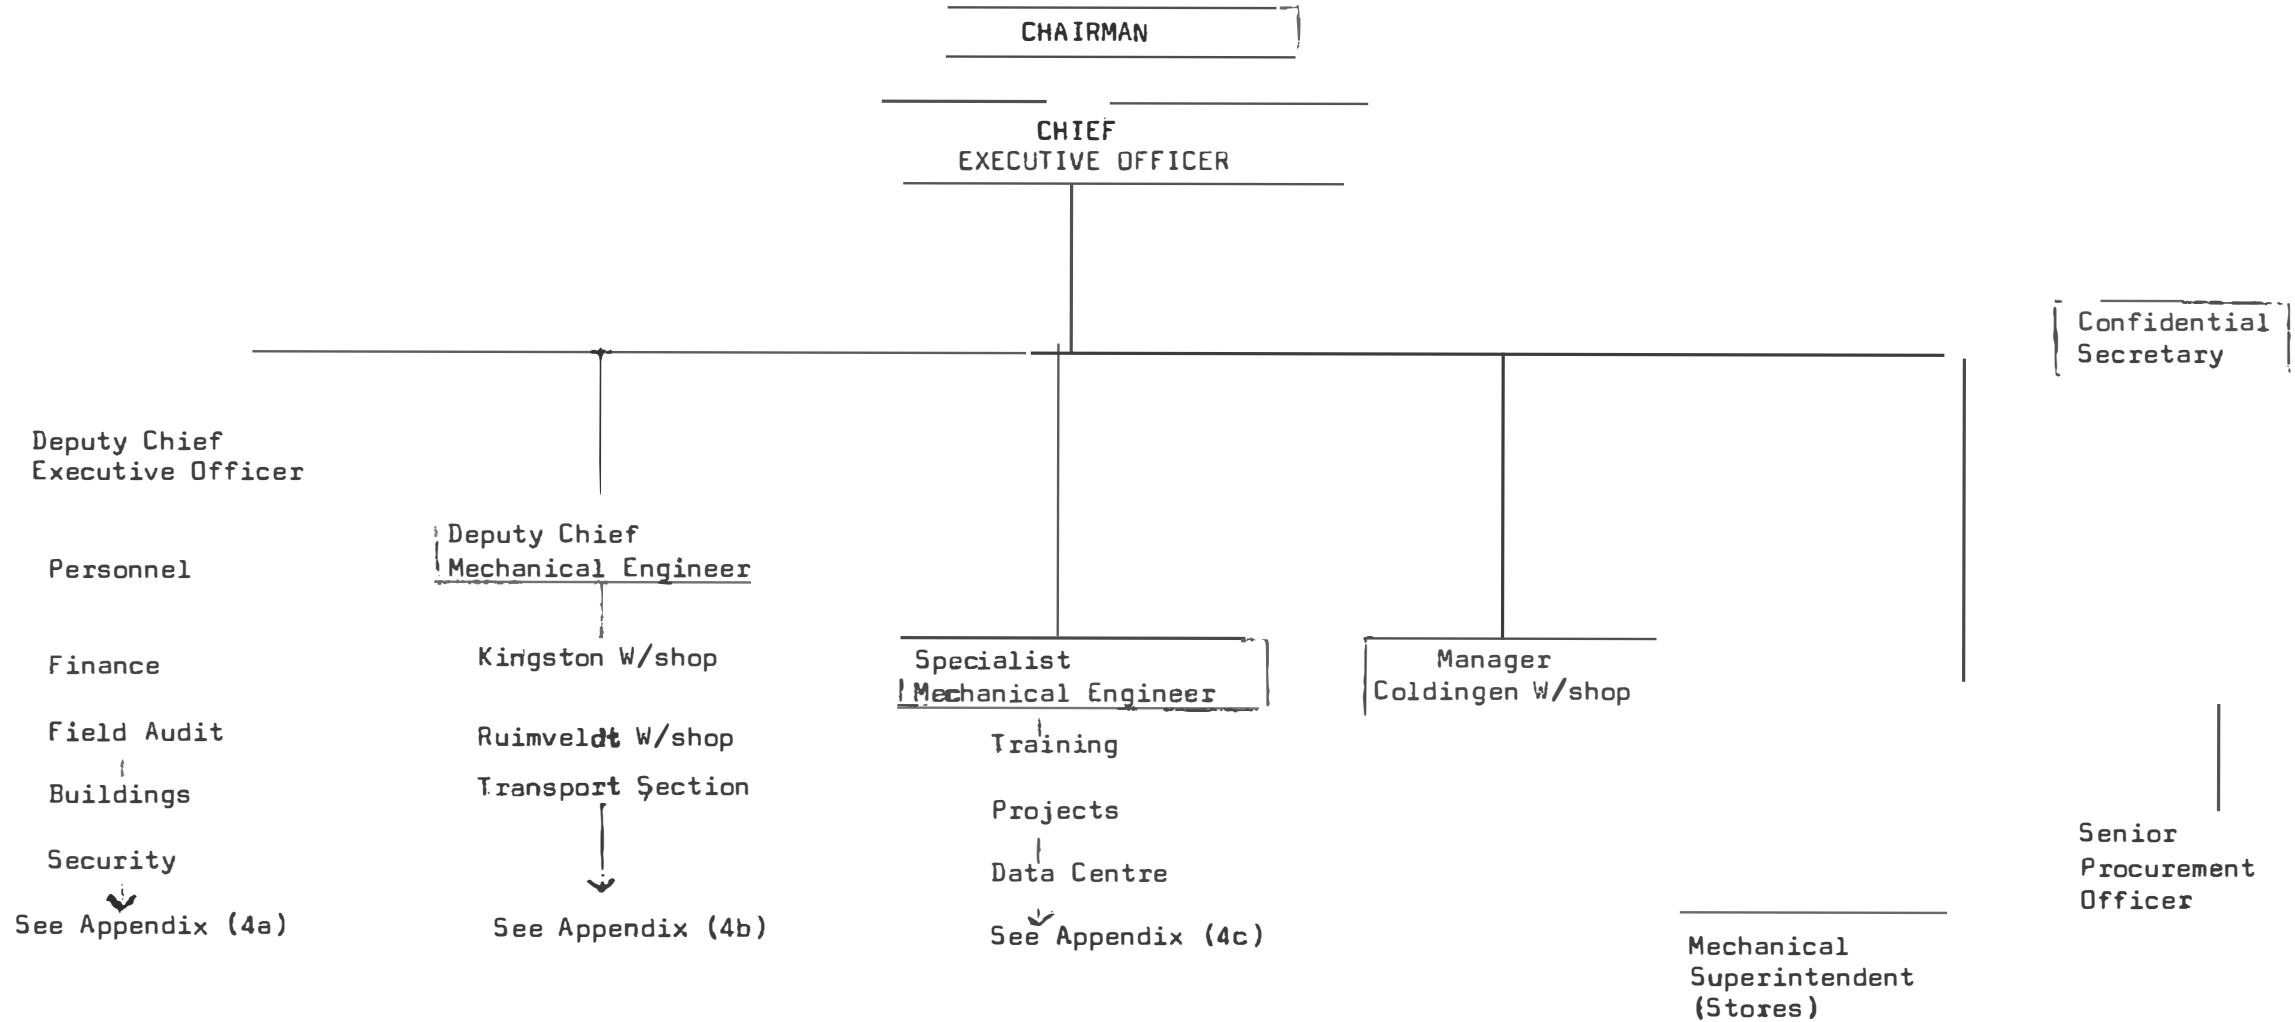 CHAIRMAN
CHIEF
EXECUTIVE OFFICER
Confidential
Secretary
Deputy Chief
Executive Officer
Personnel
Finance
Field Audit
Buildings
Security
See Appendix (4a)
Deputy Chief
Mechanical Engineer
Kingston W/shop
Ruimveldt W/shop
Transport Section
See Appendix (4b)
Specialist
Mechanical Engineer
Training
Projects
Data Centre
See Appendix (4c)
Manager
Coldingen W/shop
Mechanical
Superintendent
(Stores)
Senior
Procurement
Officer